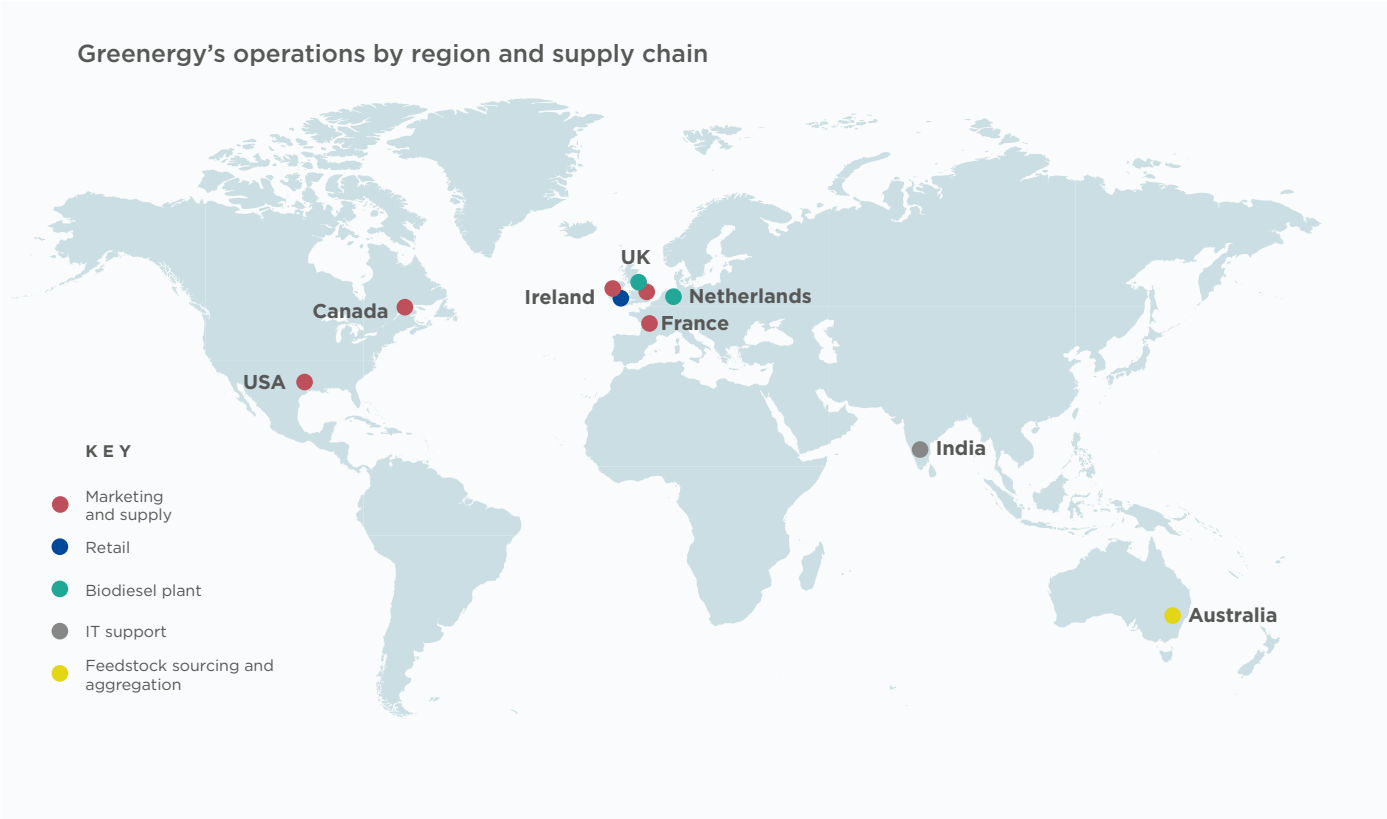 Greenergy’s operations by region and supply chain
UK
Ireland
Netherlands
Canada
France
USA
India
Australia
KEY
Marketing
and supply
Retail
Biodiesel plant
IT support
Feedstock sourcing and
aggregation